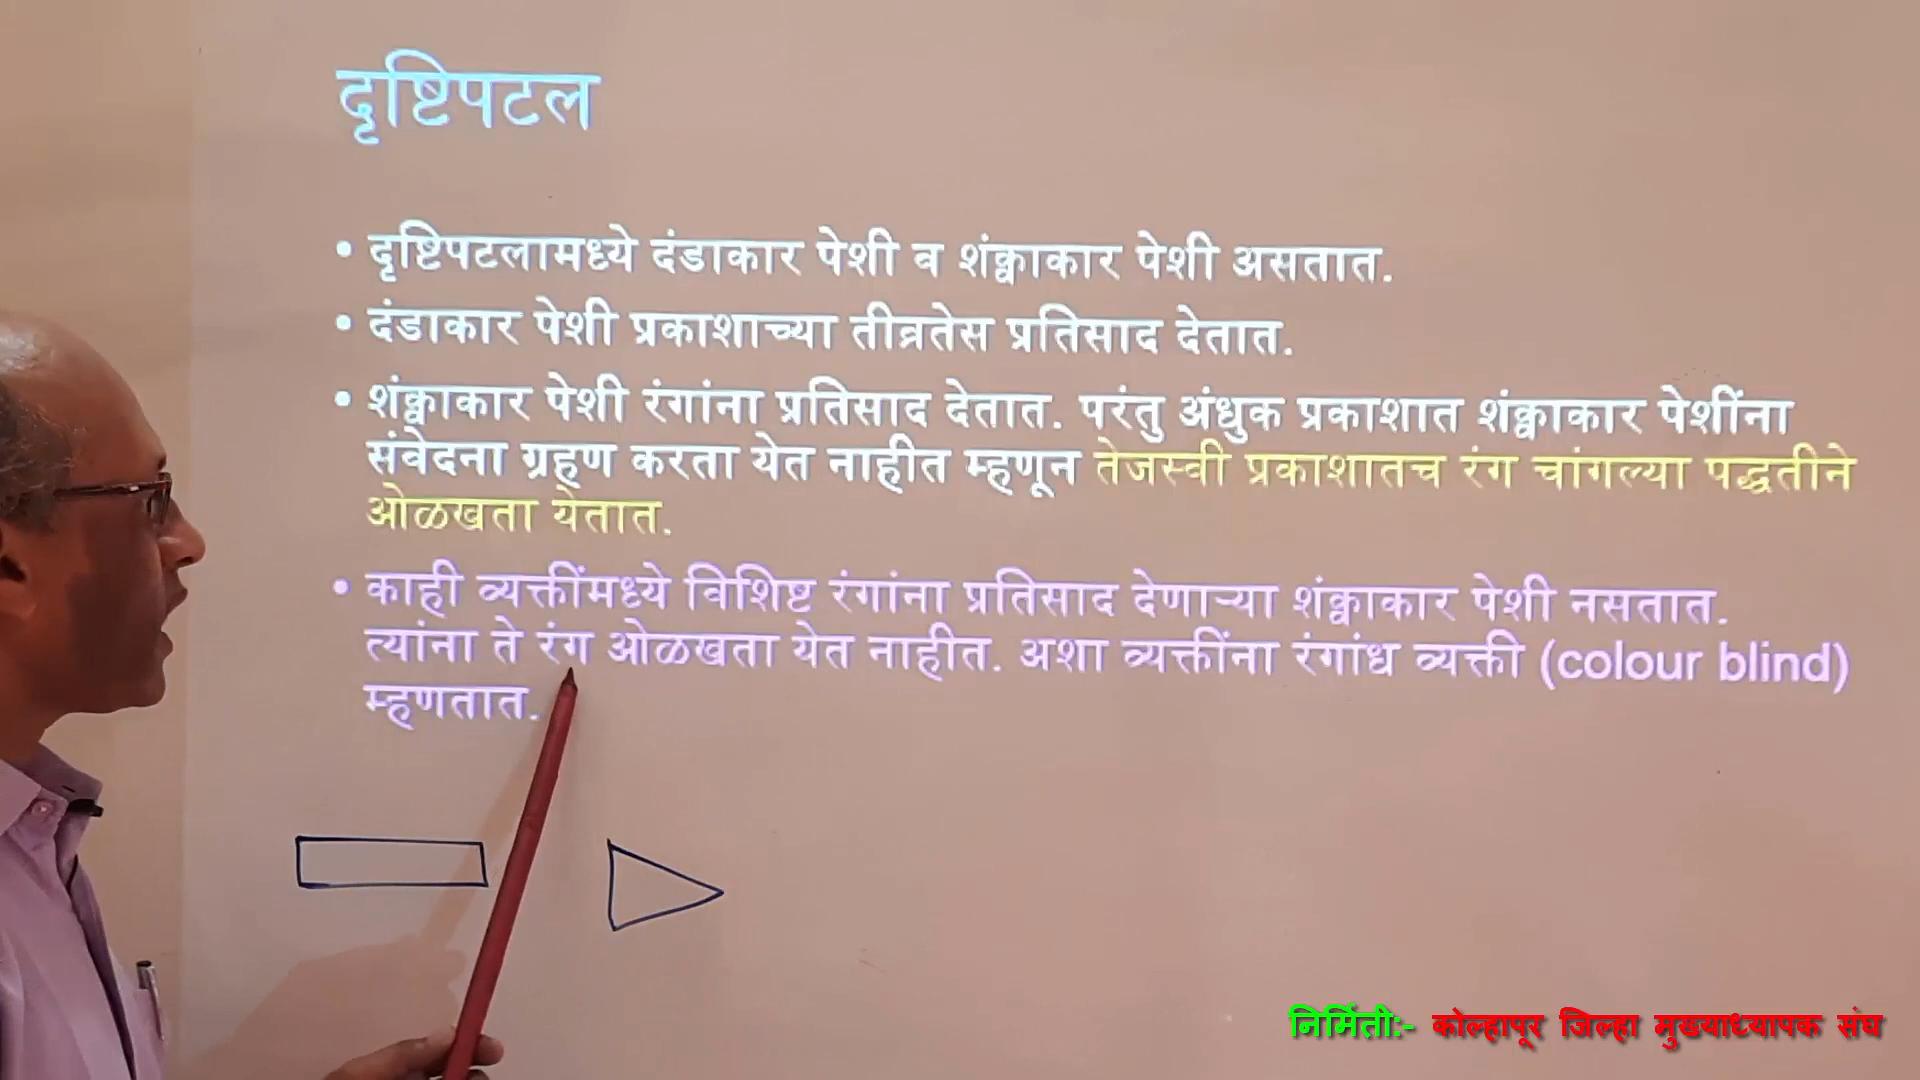 दृष्टिपटल
• दृष्टिपटलामध्ये दंडाकार पेशी व शंक्वाकार पेशी असतात.
• दंडाकार पेशी प्रकाशाच्या तीव्रतेस प्रतिसाद देतात.
• शंक्वाकार पेशी रंगांना प्रतिसाद देतात. परंतु अंधुक प्रकाशात शंक्वाकार पेशींना
संवेदना ग्रहण करता येत नाहीत म्हणून तेजस्वी प्रकाशातच रंग चांगल्या पद्धतीने
ओळखता येतात.
• काही व्यक्तींमध्ये विशिष्ट रंगांना प्रतिसाद देणाऱ्या शंक्वाकार पेशी नसतात.
त्यांना ते रंग ओळखता येत नाहीत. अशा व्यक्तींना रंगांध व्यक्ती (colour blind)
म्हणतात.
निर्मिती:- कोल्हापूर जिल्हा मुख्याध्यापक संघ